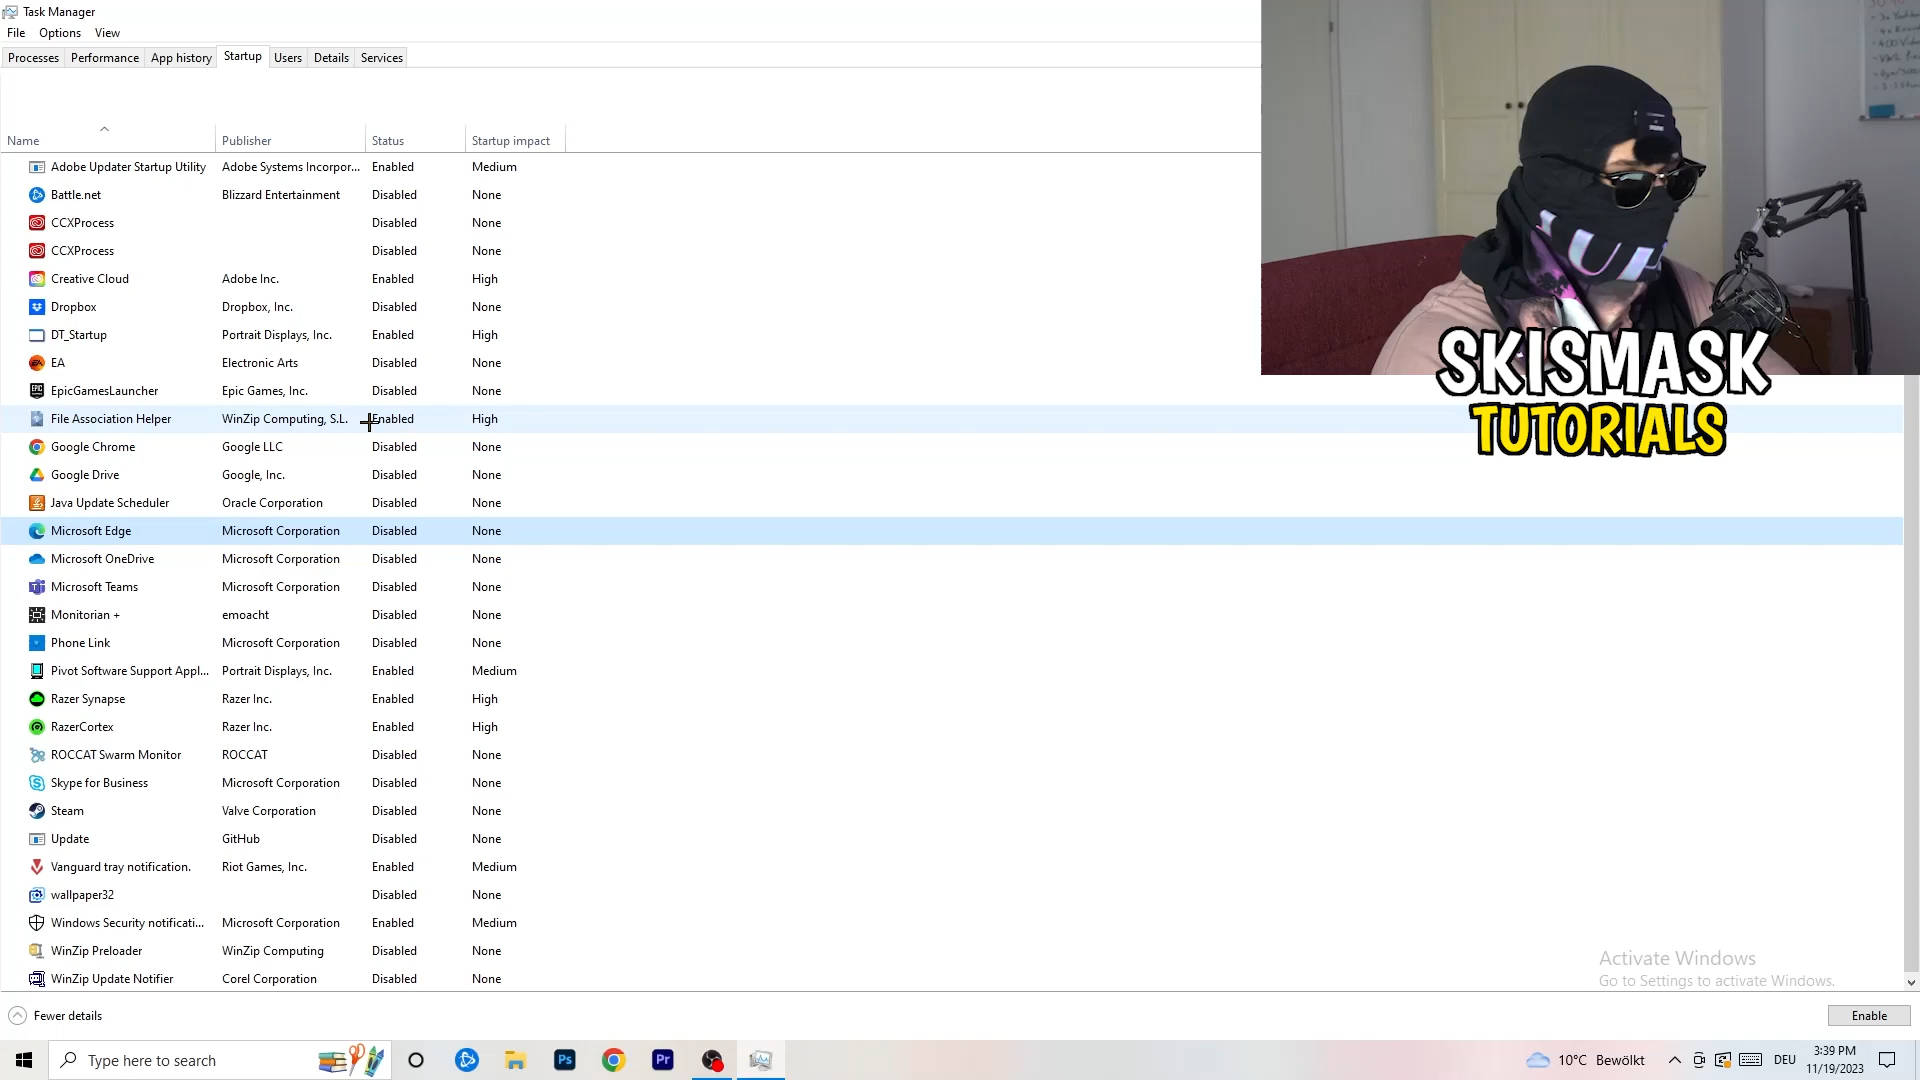 Task Manager
File Options View
Processes Performance App history Startup Users Details Services
Name Publisher Status Startup impact
Adobe Updater Startup Utility Adobe Systems Incorpor... Enabled Medium
Battle.net Blizzard Entertainment Disabled None
CCXProcess Disabled None
CCXProcess Disabled None
Creative Cloud Adobe Inc. Enabled High
Dropbox Dropbox, Inc. Disabled None
DT_Startup Portrait Displays, Inc. Enabled High
EA Electronic Arts Disabled None
EpicGamesLauncher Epic Games, Inc. Disabled None
File Association Helper WinZip Computing, S.L. Enabled High
Google Chrome Google LLC Disabled None
Google Drive Google, Inc. Disabled None
Java Update Scheduler Oracle Corporation Disabled None
Microsoft Edge Microsoft Corporation Disabled None
Microsoft OneDrive Microsoft Corporation Disabled None
Microsoft Teams Microsoft Corporation Disabled None
Monitorian + emoacht Disabled None
Phone Link Microsoft Corporation Disabled None
Pivot Software Support Appl... Portrait Displays, Inc. Enabled Medium
Razer Synapse Razer Inc. Enabled High
RazerCortex Razer Inc. Enabled High
ROCCAT Swarm Monitor ROCCAT Disabled None
Skype for Business Microsoft Corporation Disabled None
Steam Valve Corporation Disabled None
Update GitHub Disabled None
Vanguard tray notification. Riot Games, Inc. Enabled Medium
wallpaper32 Disabled None
Windows Security notificati... Microsoft Corporation Enabled Medium
WinZip Preloader WinZip Computing Disabled None
WinZip Update Notifier Corel Corporation Disabled None
SKISMASK
TUTORIALS
Activate Windows
Go to Settings to activate Windows.
Fewer details
Enable
Type here to search
Ps
Pr
10°C Bewölkt
DEU
3:39 PM
11/19/2023